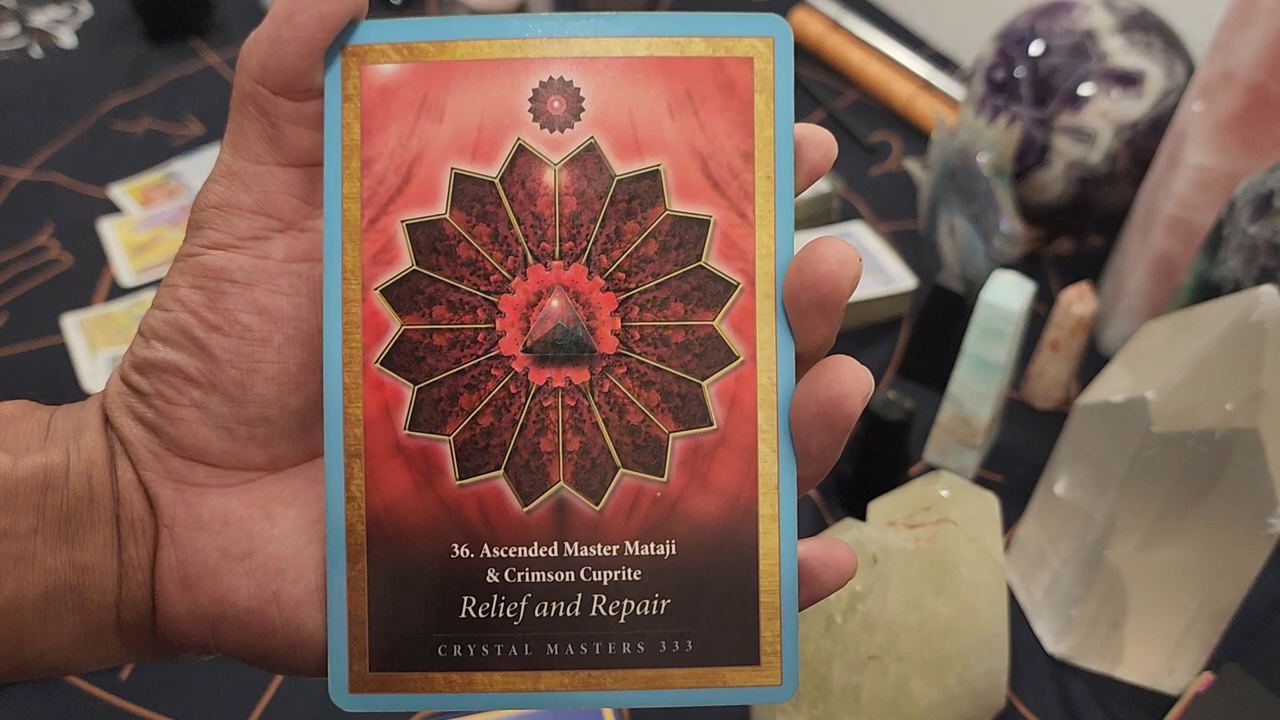 36. Ascended Master Mataji
& Crimson Cuprite
Relief and Repair
CRYSTAL MASTERS 333